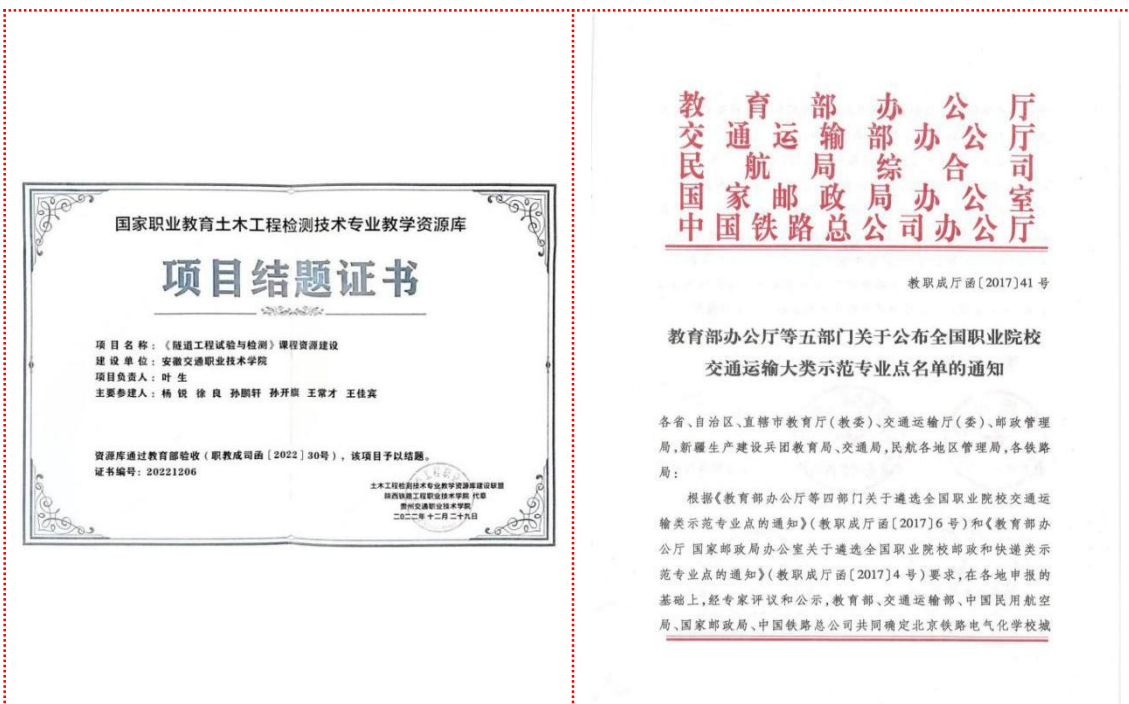 国家职业教育土木工程检测技术专业教学资源库
项目结题证书
项目名称：《隧道工程试验与检测》课程资源建设
建设单位：安徽交通职业技术学院
项目负责人：叶生
主要参建人：杨锐 徐良 孙鹏轩 孙开旗 王常才 王佳宾
资源库通过教育部验收（职教成司函［2022］30号），该项目予以结题。
证书编号：20221206
土木工程检测技术专业教学资源库建设联盟
陕西铁路工程职业技术学院 代章
贵州交通职业技术学院
二〇二二年十二月二十九日
教育部办公厅
交通运输部办公厅
民航局综合司
国家邮政局办公室
中国铁路总公司办公厅
教职成厅函〔2017〕41号
教育部办公厅等五部门关于公布全国职业院校
交通运输大类示范专业点名单的通知
各省、自治区、直辖市教育厅(教委)、交通运输厅(委)、邮政管理
局,新疆生产建设兵团教育局、交通局,民航各地区管理局,各铁路
局:
根据《教育部办公厅等四部门关于遴选全国职业院校交通运
输类示范专业点的通知》(教职成厅函〔2017〕6号)和《教育部办
公厅 国家邮政局办公室关于遴选全国职业院校邮政和快递类示
范专业点的通知》(教职成厅函〔2017〕4号)要求,在各地申报的
基础上,经专家评议和公示,教育部、交通运输部、中国民用航空
局、国家邮政局、中国铁路总公司共同确定北京铁路电气化学校城